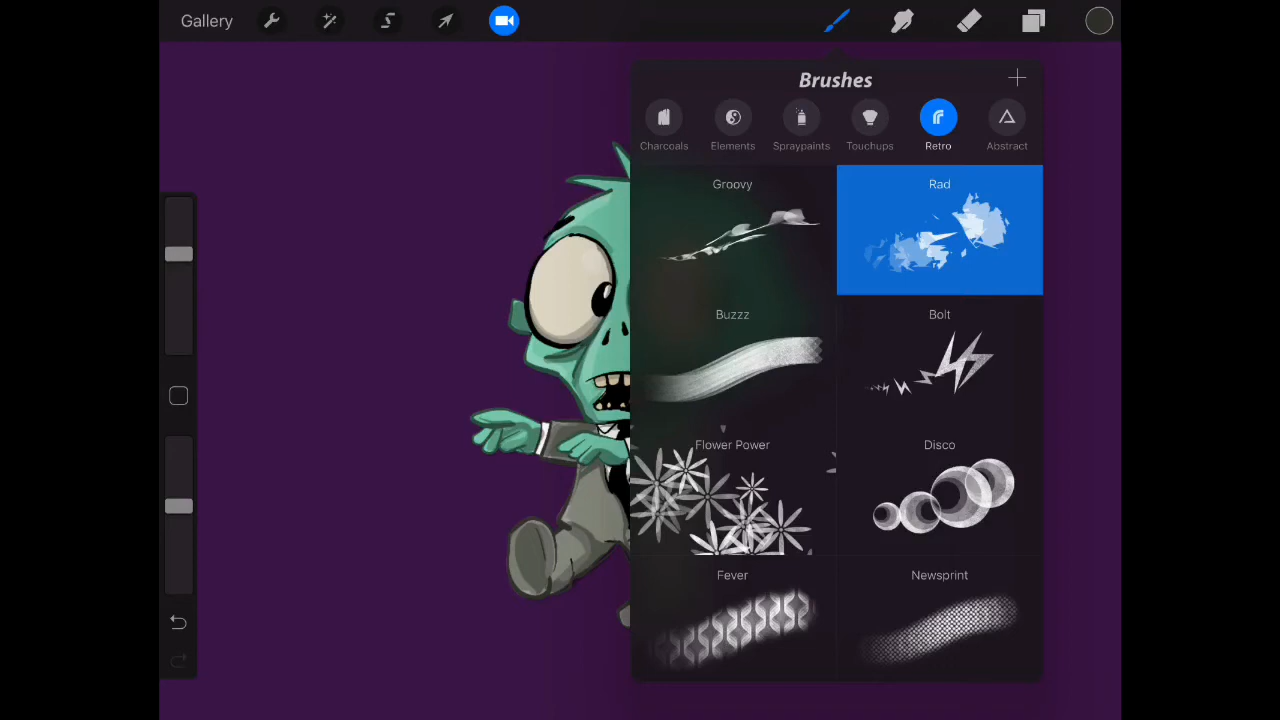 Gallery
Brushes
Charcoals Elements Spraypaints Touchups Retro Abstract
Groovy Rad
Buzzz Bolt
Flower Power Disco
Fever Newsprint